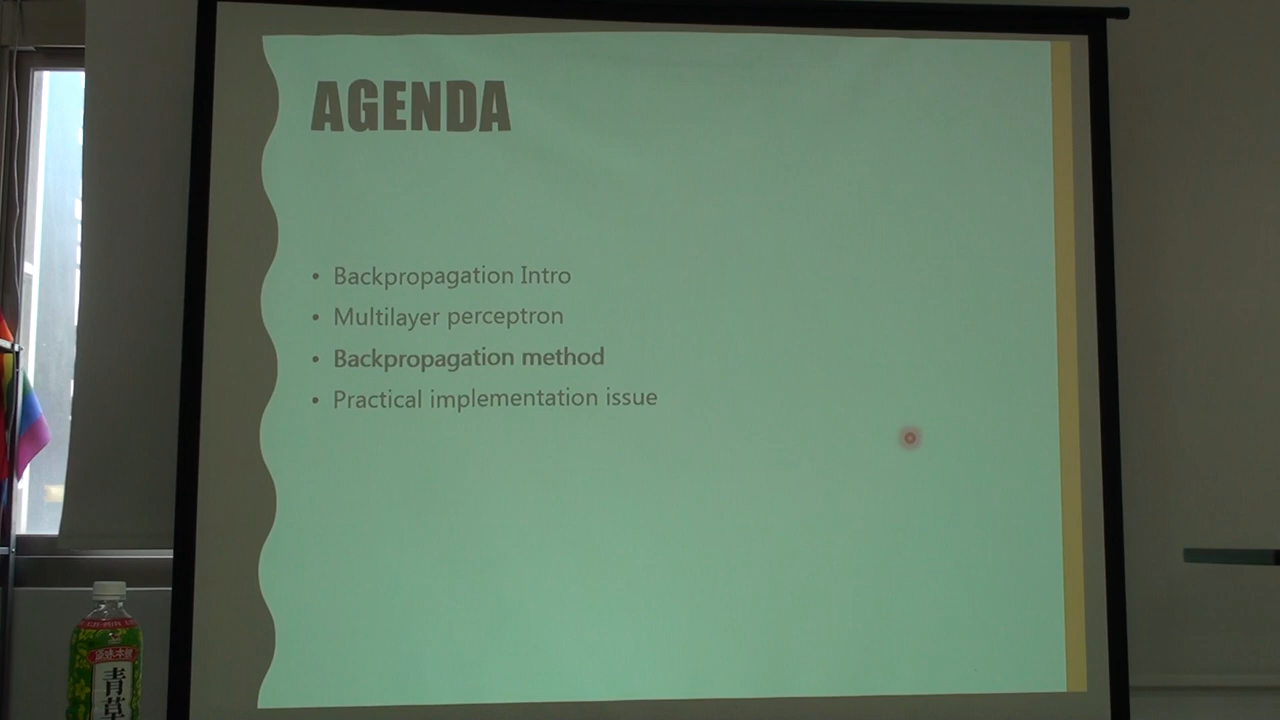 AGENDA
• Backpropagation Intro
• Multilayer perceptron
• Backpropagation method
• Practical implementation issue
青草